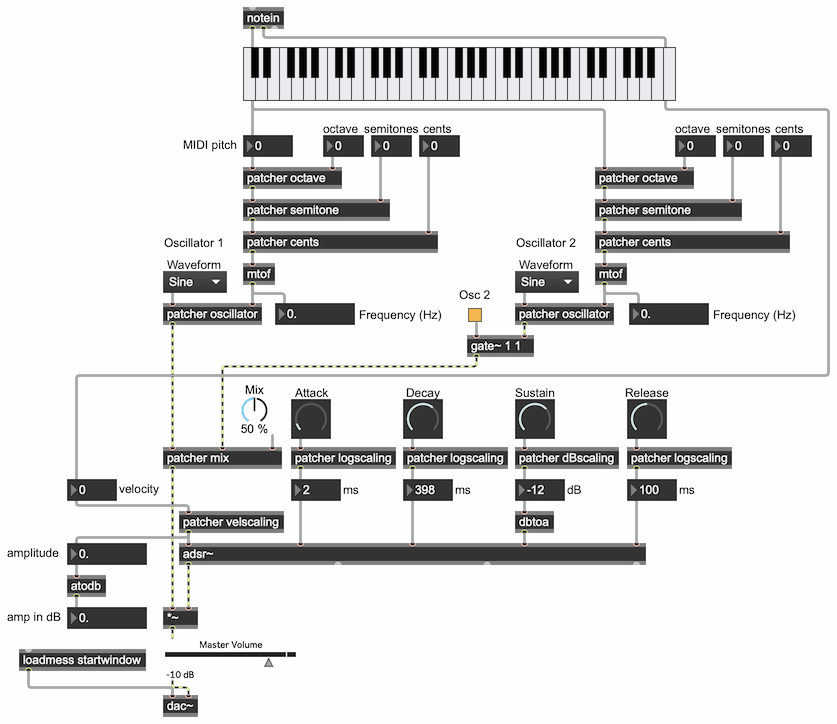 notein
octave semitones cents
octave semitones cents
MIDI pitch 0 0 0 0
0 0 0
patcher octave
patcher octave
patcher semitone
patcher semitone
Oscillator 1 patcher cents
Oscillator 2 patcher cents
Waveform
Waveform
Sine mtof
Sine mtof
Osc 2
patcher oscillator 0. Frequency (Hz)
patcher oscillator 0. Frequency (Hz)
gate~ 1 1
Mix Attack Decay Sustain Release
50 %
patcher mix patcher logscaling patcher logscaling patcher dBscaling patcher logscaling
0 velocity 2 ms 398 ms -12 dB 100 ms
patcher velscaling dbtoa
amplitude 0. adsr~
atodb
amp in dB 0. *~
Master Volume
loadmess startwindow
-10 dB
dac~